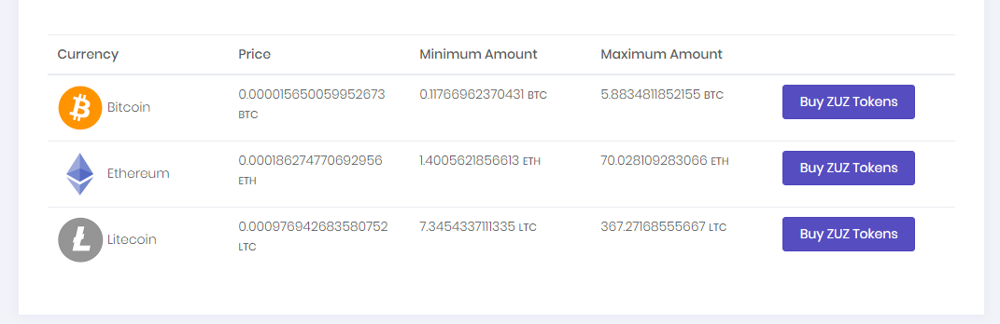 Currency Price Minimum Amount Maximum Amount
0.000015650059952673 0.11766962370431 BTC 5.8834811852155 BTC Buy ZUZ Tokens
Bitcoin BTC
0.000186274770692956 1.4005621856613 ETH 70.028109283066 ETH Buy ZUZ Tokens
Ethereum ETH
0.000976942683580752 7.3454337111335 LTC 367.27168555667 LTC Buy ZUZ Tokens
Litecoin LTC